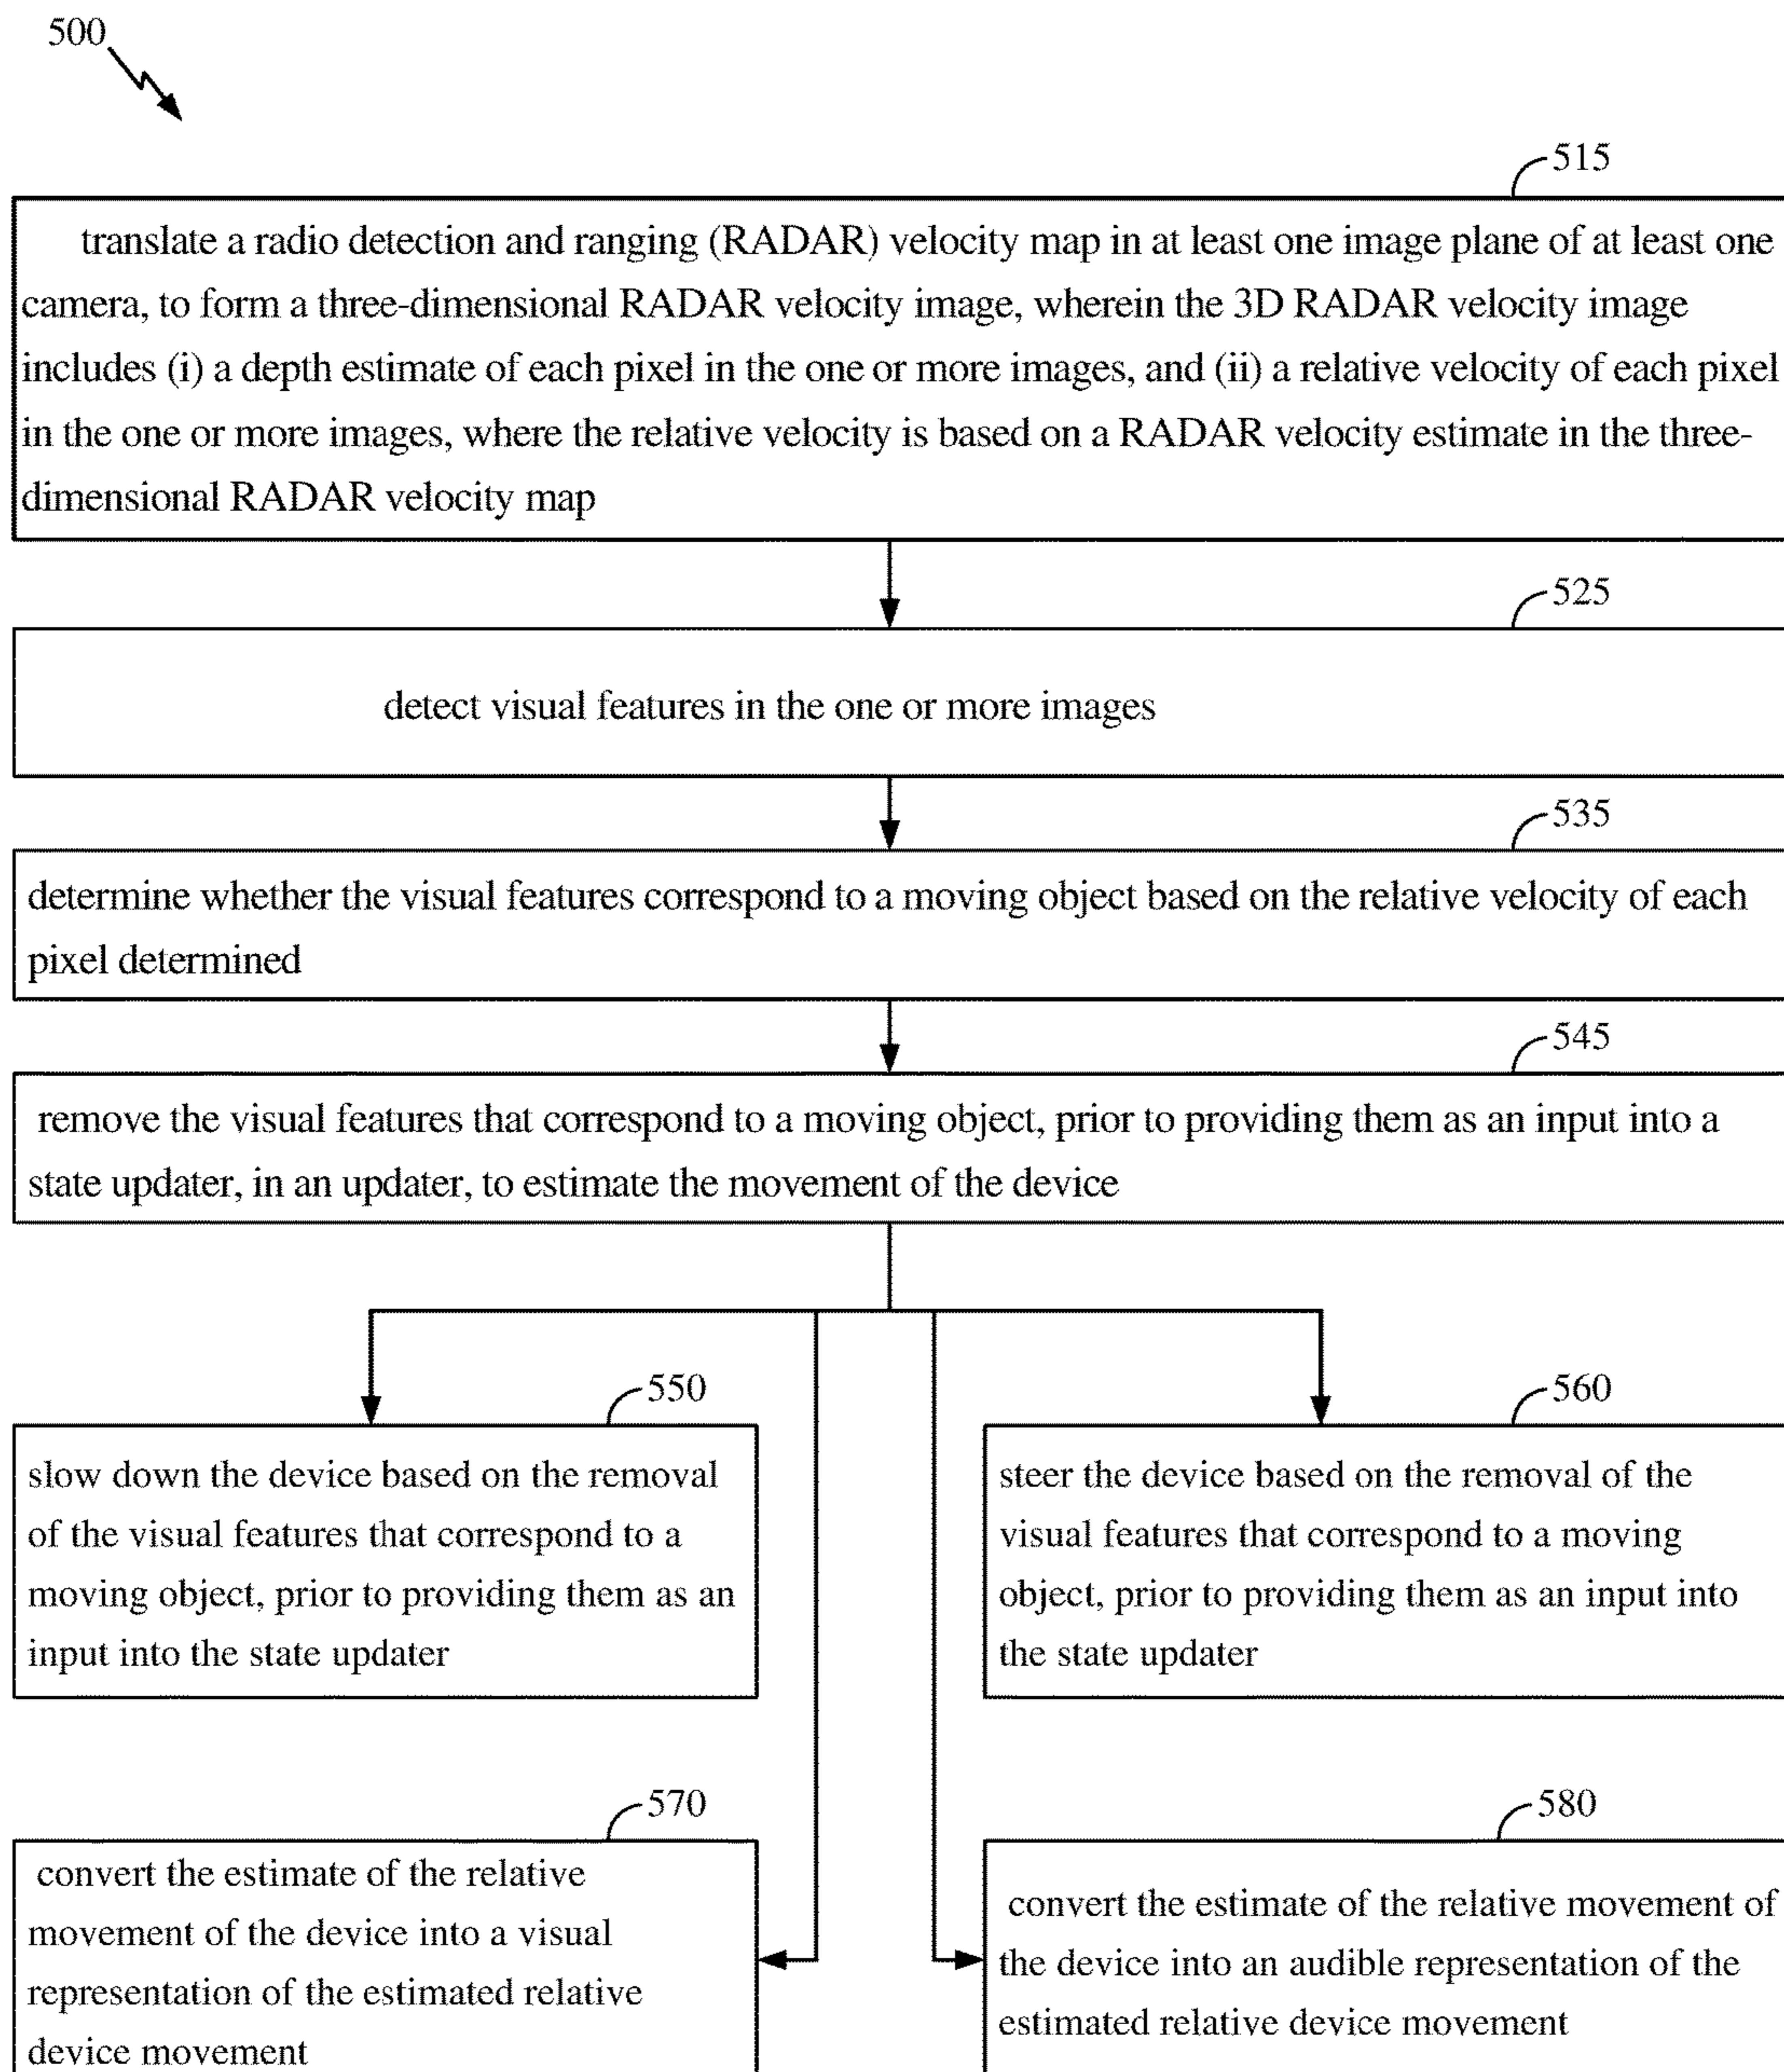 500
515
translate a radio detection and ranging (RADAR) velocity map in at least one image plane of at least one
camera, to form a three-dimensional RADAR velocity image, wherein the 3D RADAR velocity image
includes (i) a depth estimate of each pixel in the one or more images, and (ii) a relative velocity of each pixel
in the one or more images, where the relative velocity is based on a RADAR velocity estimate in the three-
dimensional RADAR velocity map
525
detect visual features in the one or more images
535
determine whether the visual features correspond to a moving object based on the relative velocity of each
pixel determined
545
remove the visual features that correspond to a moving object, prior to providing them as an input into a
state updater, in an updater, to estimate the movement of the device
550
slow down the device based on the removal
of the visual features that correspond to a
moving object, prior to providing them as an
input into the state updater
560
steer the device based on the removal of the
visual features that correspond to a moving
object, prior to providing them as an input into
the state updater
570
convert the estimate of the relative
movement of the device into a visual
representation of the estimated relative
device movement
580
convert the estimate of the relative movement of
the device into an audible representation of the
estimated relative device movement